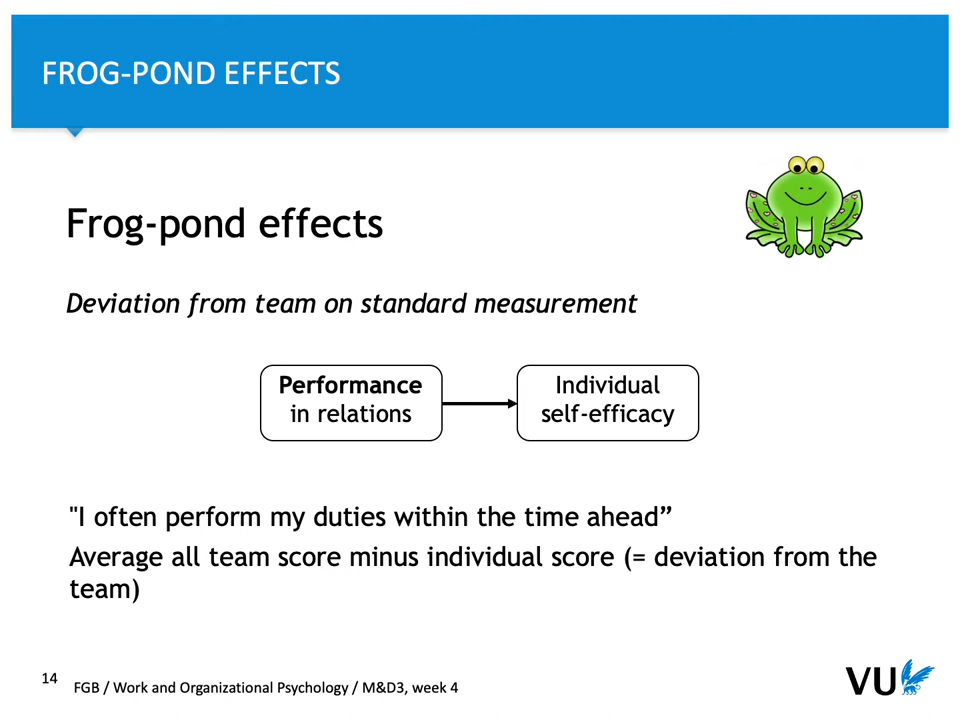 FROG-POND EFFECTS
Frog-pond effects
Deviation from team on standard measurement
Performance
in relations
Individual
self-efficacy
"I often perform my duties within the time ahead”
Average all team score minus individual score (= deviation from the
team)
14
FGB / Work and Organizational Psychology / M&D3, week 4
VU